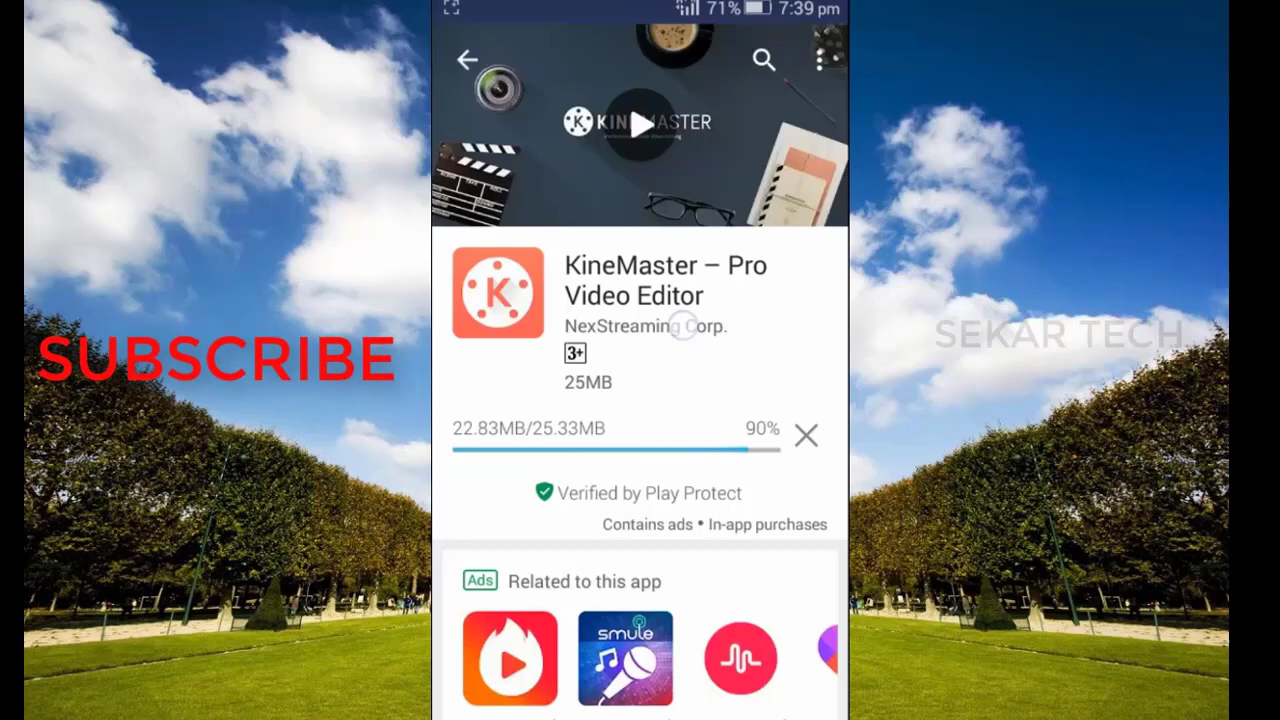 71% 7:39 pm
KINEMASTER
KineMaster – Pro
Video Editor
NexStreaming Corp.
3+
25MB
22.83MB/25.33MB 90%
Verified by Play Protect
Contains ads • In-app purchases
Ads Related to this app
smule
SUBSCRIBE
SEKAR TECH